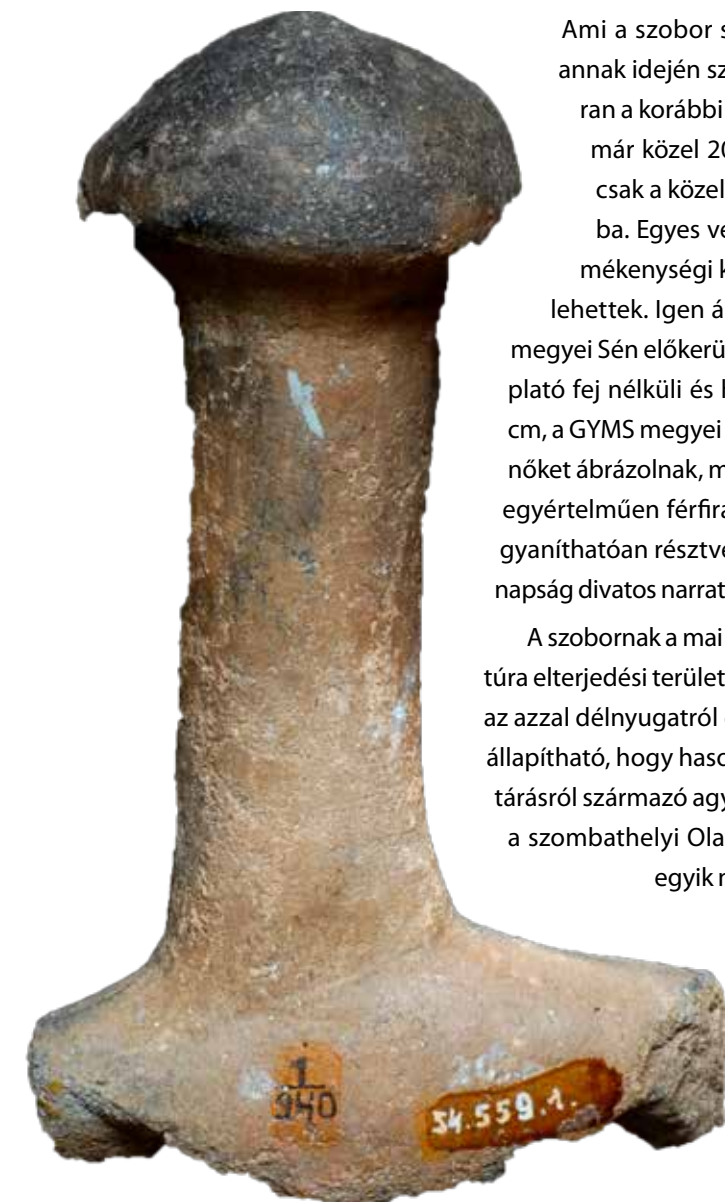 Ami a szobor s
annak idején sz
ran a korábbi
már közel 20
csak a közel
ba. Egyes ve
mékenységi k
lehettek. Igen á
megyei Sén előkerü
plató fej nélküli és
cm, a GYMS megyei
nőket ábrázolnak, m
egyértelműen férfira
gyaníthatóan résztve
napság divatos narrat
A szobornak a mai
túra elterjedési terület
az azzal délnyugatról
állapítható, hogy haso
tárásról származó agy
a szombathelyi Ola
egyik
1
940
54.559.1.